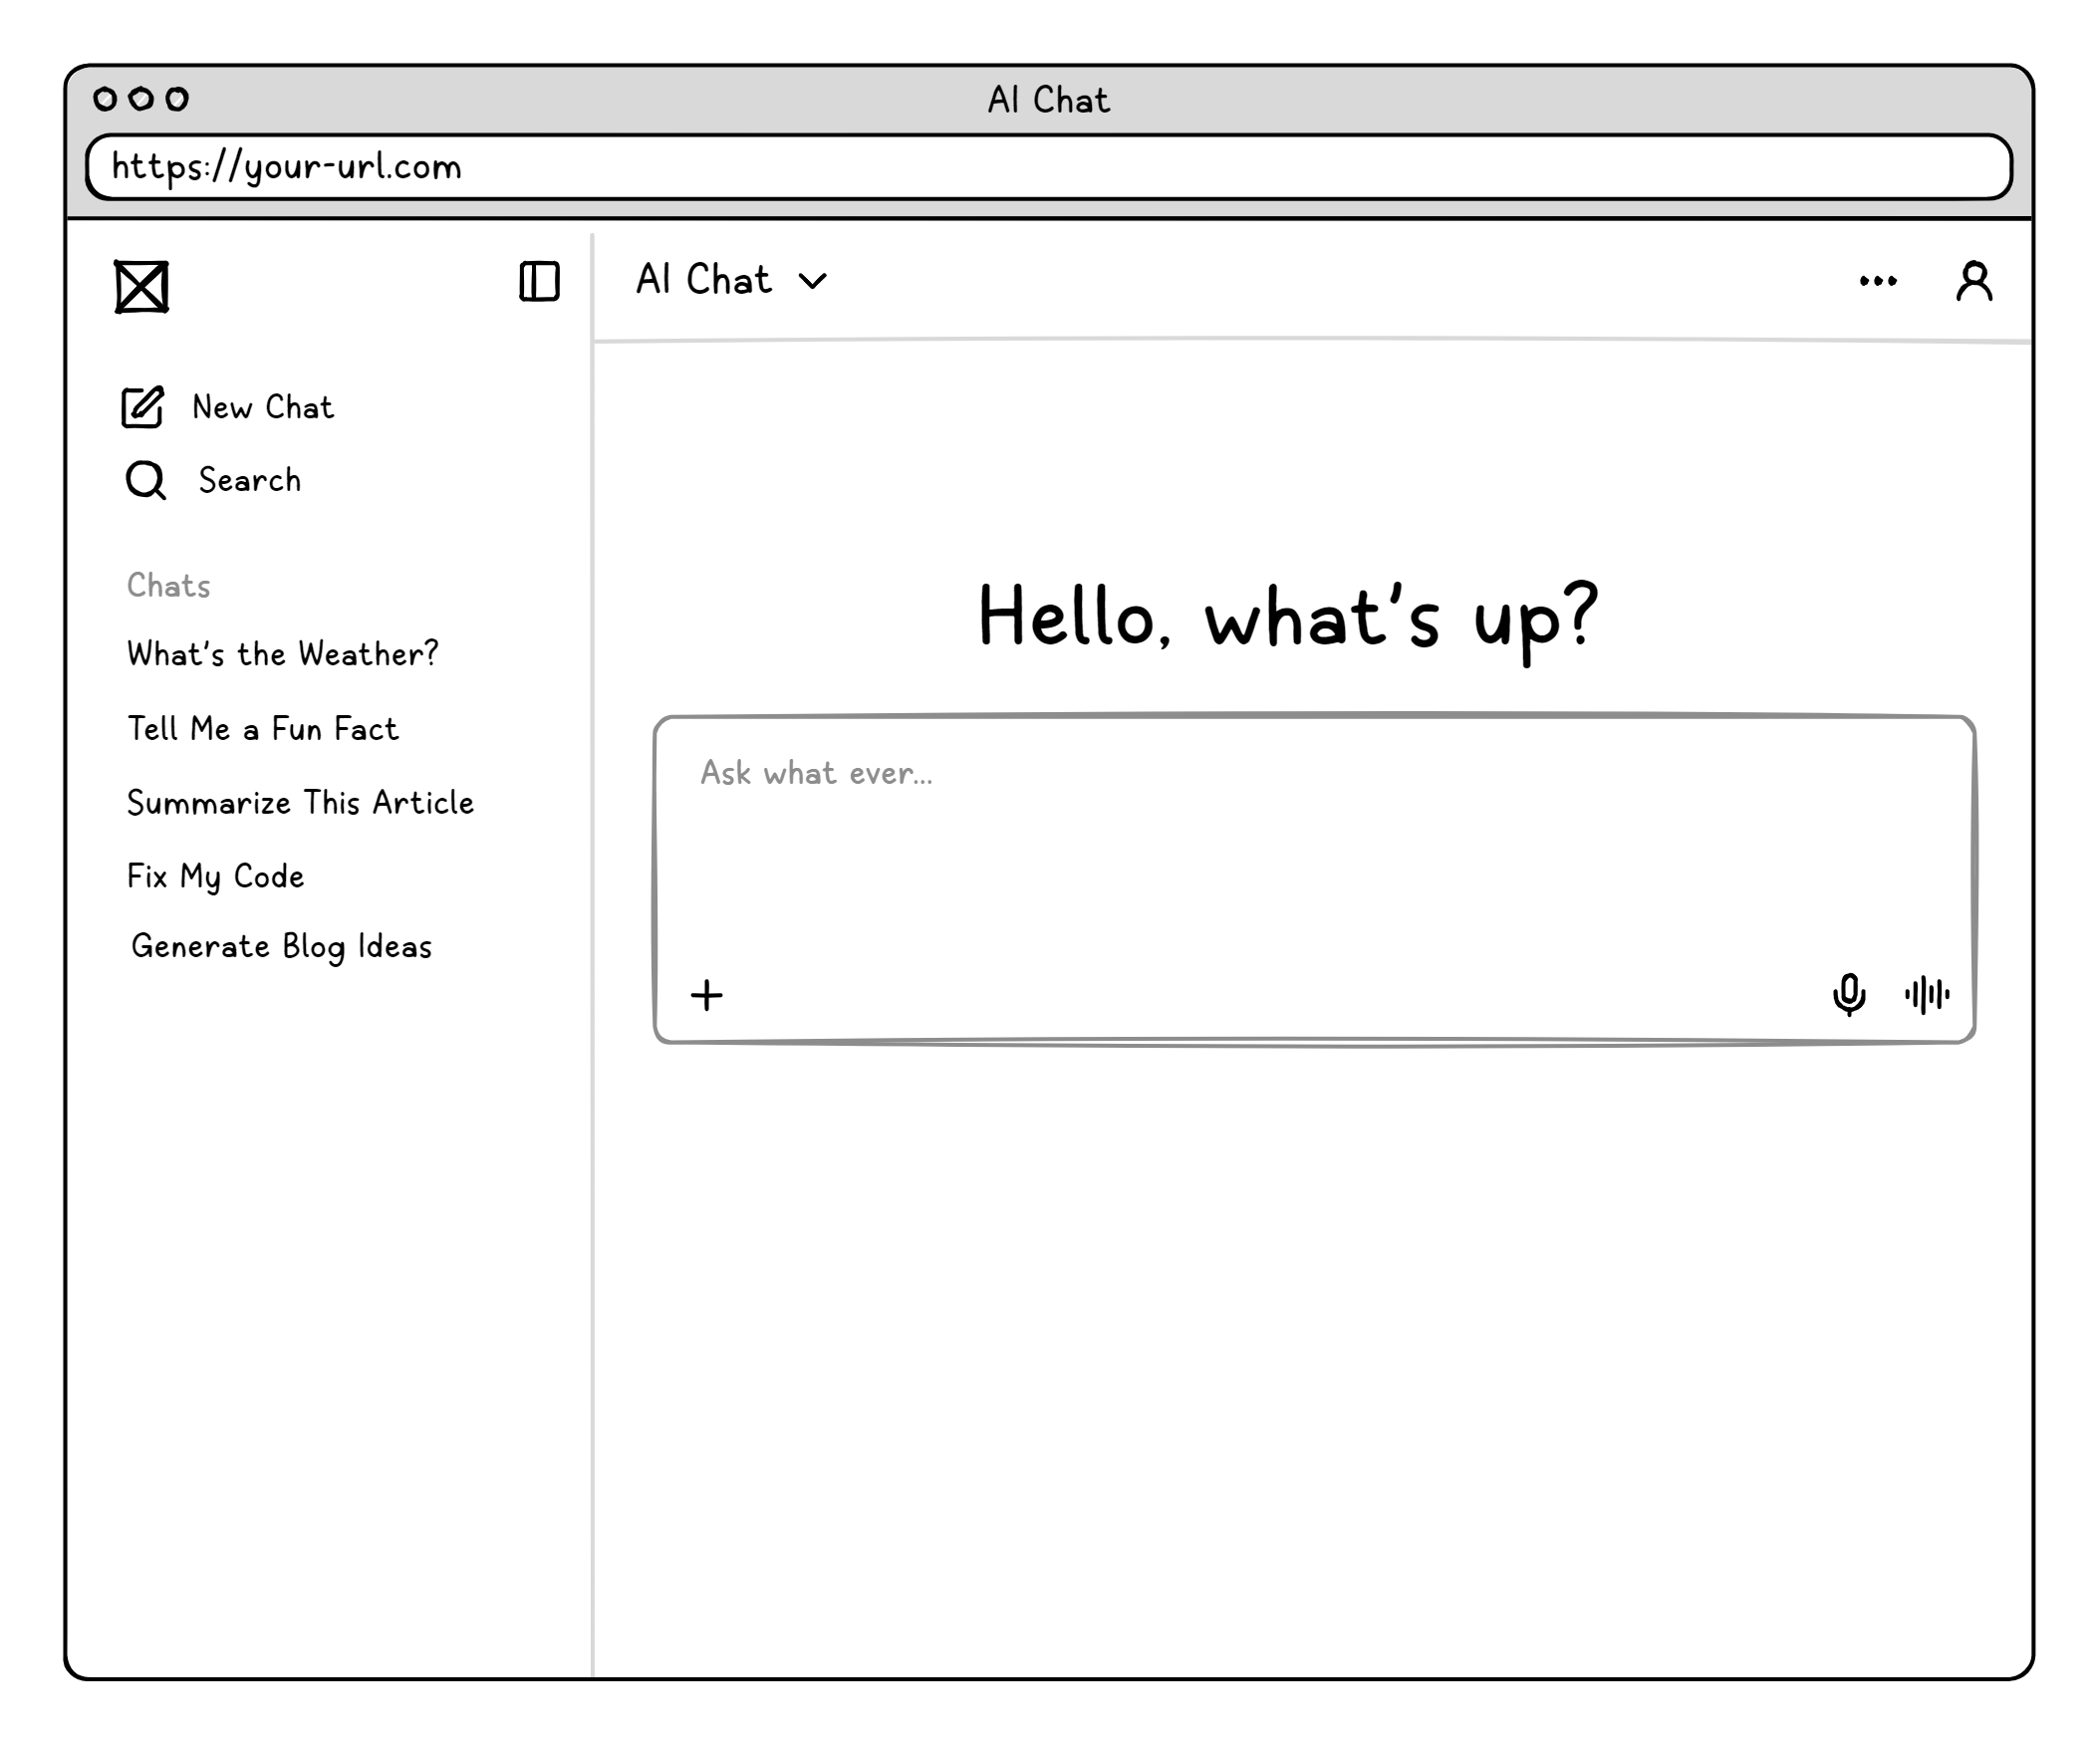 AI Chat
https://your-url.com
AI Chat
New Chat
Search
Chats
What's the Weather?
Tell Me a Fun Fact
Summarize This Article
Fix My Code
Generate Blog Ideas
Hello, what's up?
Ask what ever...